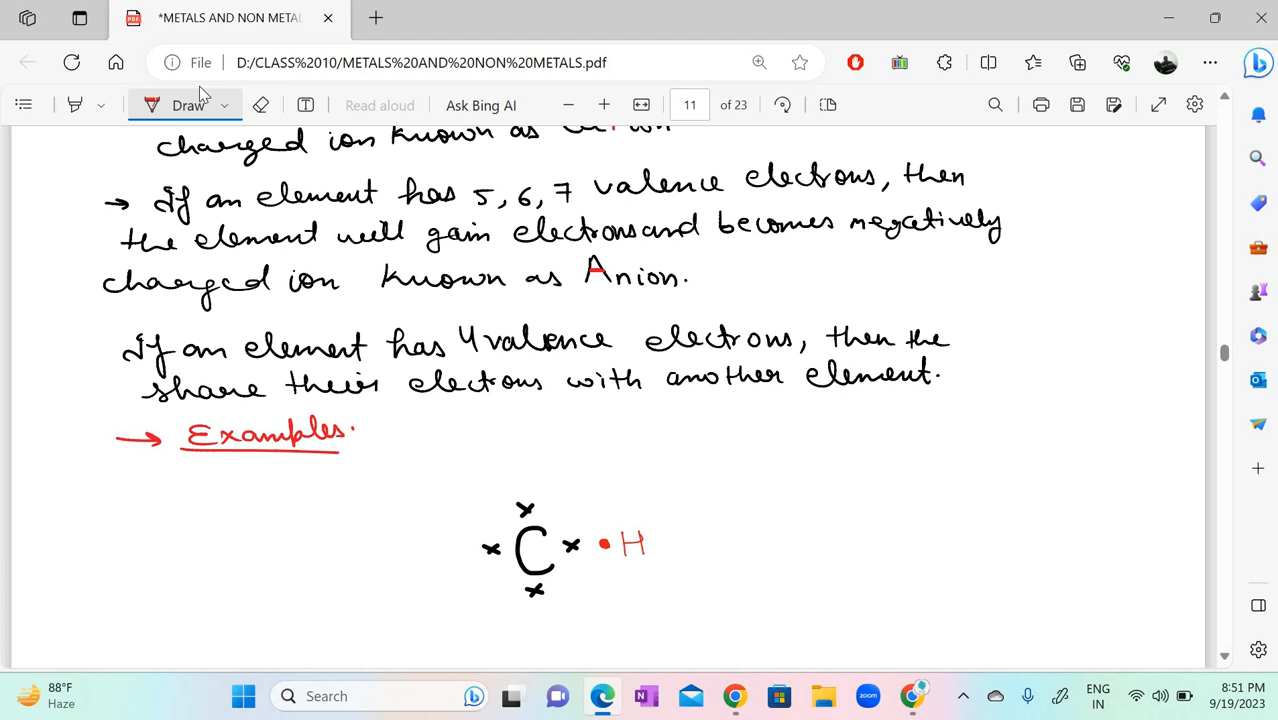 *METALS AND NON METAL
File
D:/CLASS%2010/METALS%20AND%20NON%20METALS.pdf
Draw
Read aloud
Ask Bing AI
11
of 23
charged ion known as Cation
→ If an element has 5, 6, 7 valence electrons, then
the element will gain electrons and becomes negatively
charged ion known as Anion.
If an element has 4 valence electrons, then the
share their electrons with another element.
→ Examples.
x
x C x • H
x
88°F
Haze
Search
zoom
ENG
IN
8:51 PM
9/19/2023